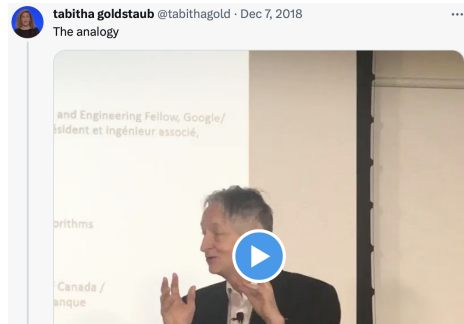 tabitha goldstaub @tabithagold · Dec 7, 2018
The analogy
and Engineering Fellow, Google/
ésident et ingénieur associé,
orithms
Canada /
anque